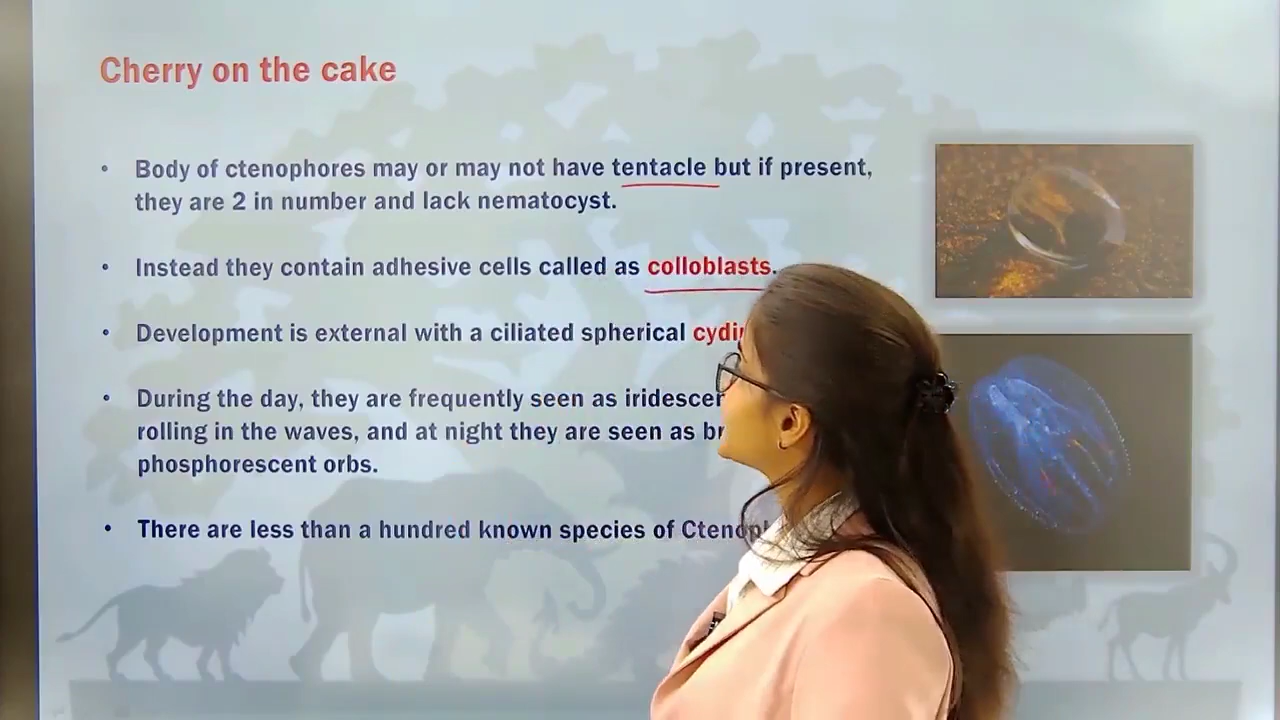 Cherry on the cake
• Body of ctenophores may or may not have tentacle but if present,
they are 2 in number and lack nematocyst.
• Instead they contain adhesive cells called as colloblasts.
• Development is external with a ciliated spherical
• During the day, they are frequently seen as
rolling in the waves, and at night they are seen as
phosphorescent orbs.
• There are less than a hundred known species of